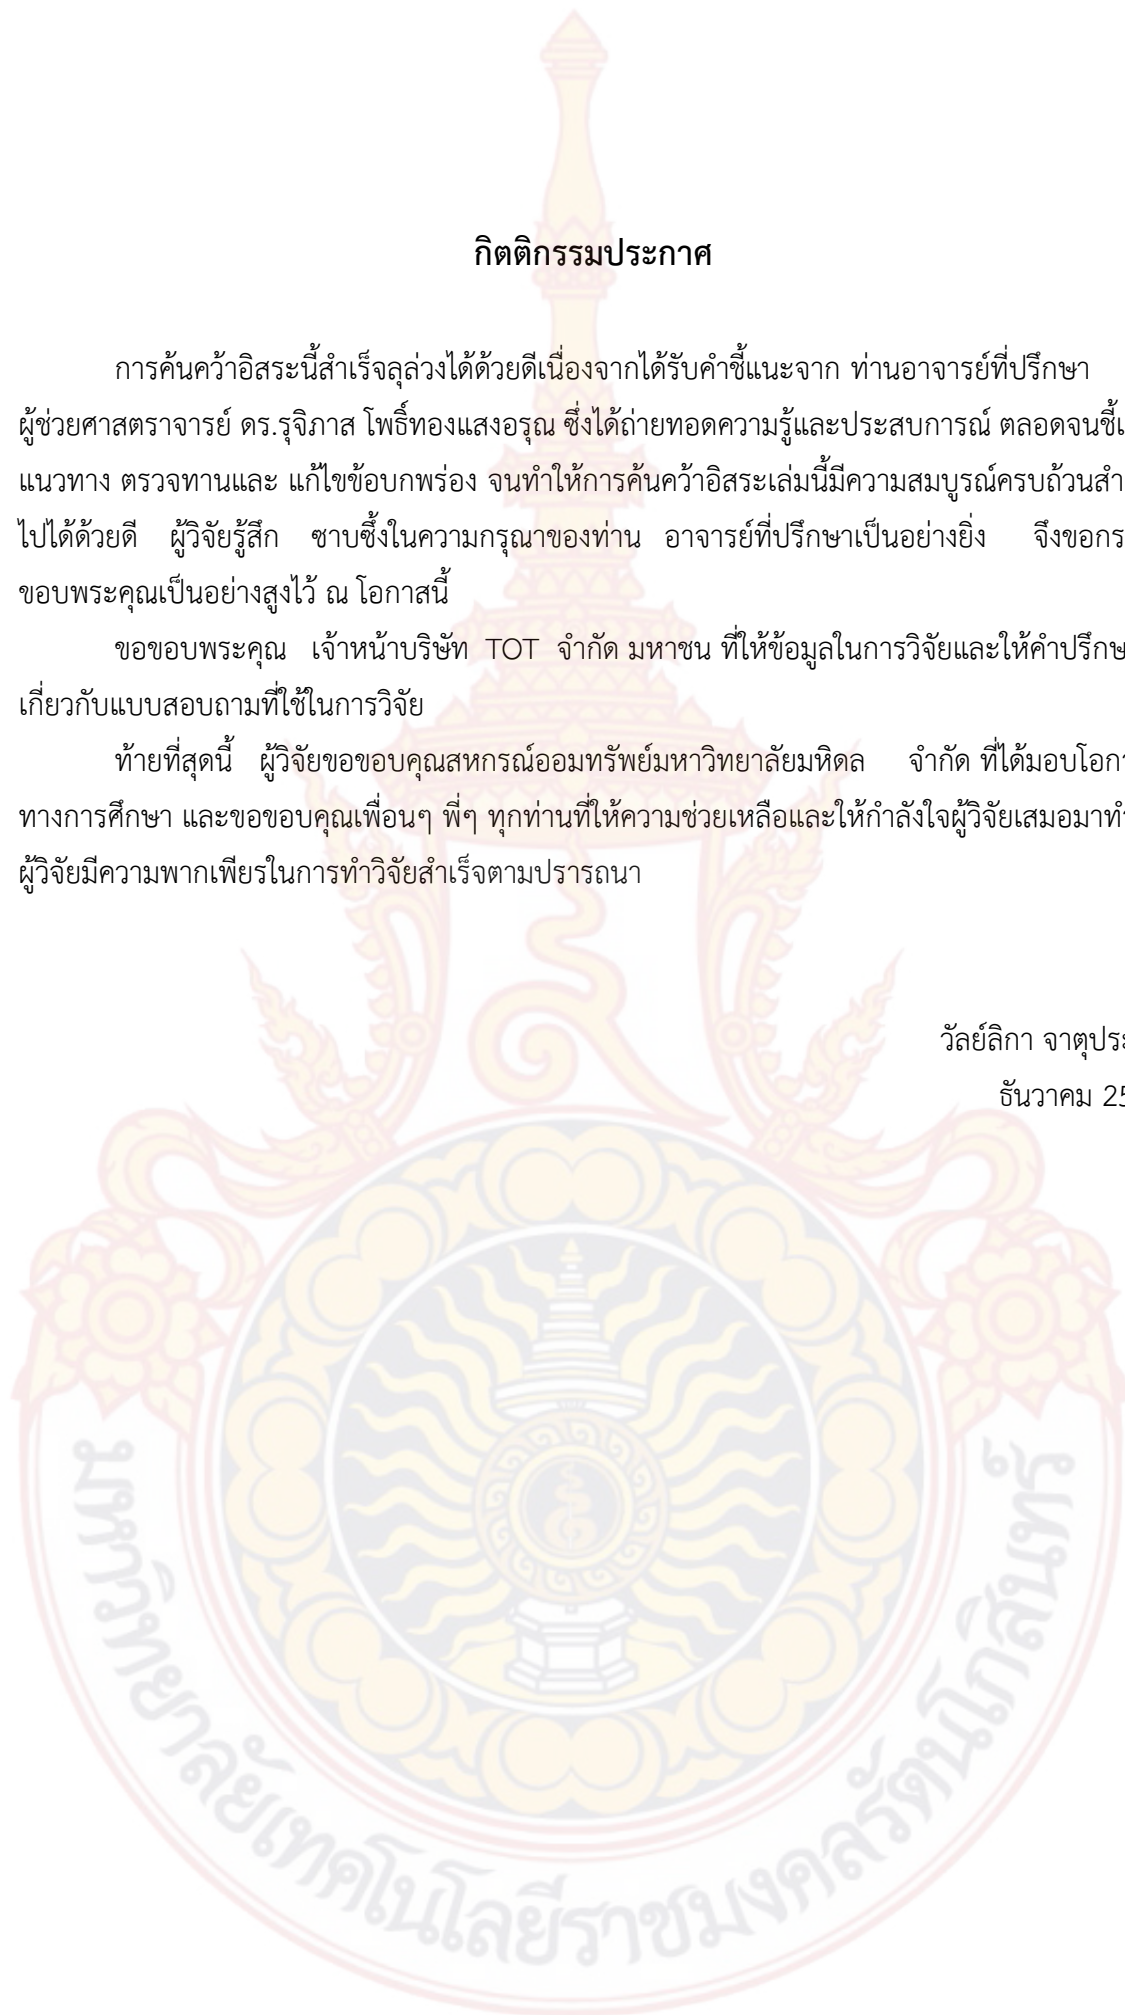 กิตติกรรมประกาศ
การค้นคว้าอิสระนี้สำเร็จลุล่วงได้ด้วยดีเนื่องจากได้รับคำชี้แนะจาก ท่านอาจารย์ที่ปรึกษา
ผู้ช่วยศาสตราจารย์ ดร.รุจิภาส โพธิ์ทองแสงอรุณ ซึ่งได้ถ่ายทอดความรู้และประสบการณ์ ตลอดจนชี้แ
แนวทาง ตรวจทานและ แก้ไขข้อบกพร่อง จนทำให้การค้นคว้าอิสระเล่มนี้มีความสมบูรณ์ครบถ้วนสำ
ไปได้ด้วยดี ผู้วิจัยรู้สึก ซาบซึ้งในความกรุณาของท่าน อาจารย์ที่ปรึกษาเป็นอย่างยิ่ง จึงขอกร
ขอบพระคุณเป็นอย่างสูงไว้ ณ โอกาสนี้
ขอขอบพระคุณ เจ้าหน้าบริษัท TOT จำกัด มหาชน ที่ให้ข้อมูลในการวิจัยและให้คำปรึกษ
เกี่ยวกับแบบสอบถามที่ใช้ในการวิจัย
ท้ายที่สุดนี้ ผู้วิจัยขอขอบคุณสหกรณ์ออมทรัพย์มหาวิทยาลัยมหิดล จำกัด ที่ได้มอบโอกา
ทางการศึกษา และขอขอบคุณเพื่อนๆ พี่ๆ ทุกท่านที่ให้ความช่วยเหลือและให้กำลังใจผู้วิจัยเสมอมาทำ
ผู้วิจัยมีความพากเพียรในการทำวิจัยสำเร็จตามปรารถนา
วัลย์ลิกา จาตุประ
ธันวาคม 25
มหาวิทยาลัยเทคโนโลยีราชมงคลรัตนโกสินทร์